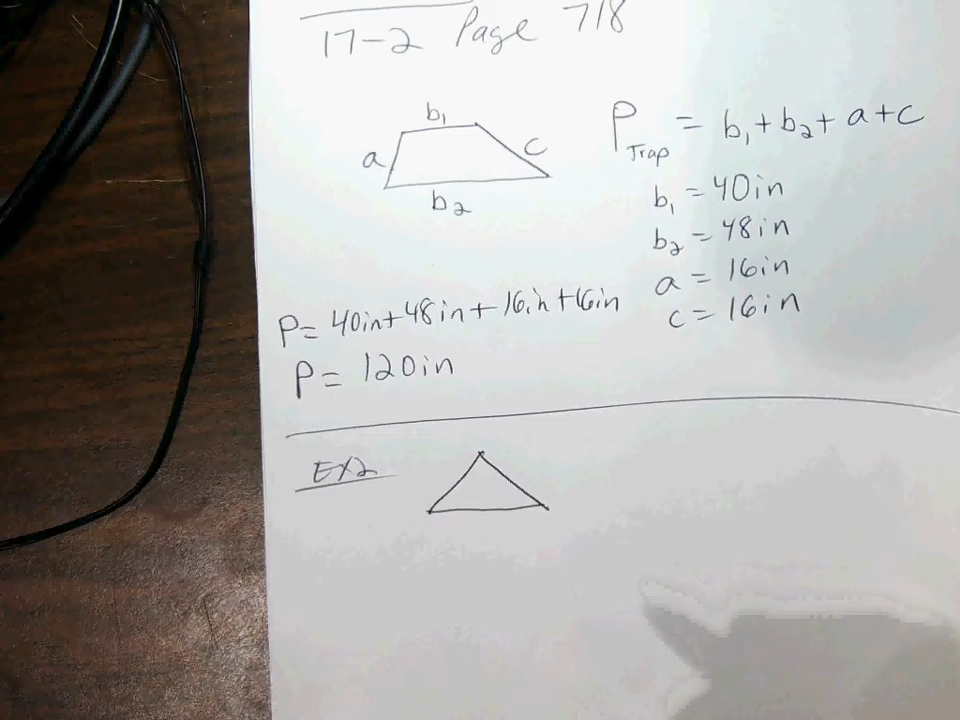 17-2 Page 718
b₁
a
c
b₂
P Trap = b₁+b₂+a+c
b₁ = 40in
b₂ = 48in
a = 16in
c = 16in
P= 40in+48in+16in+16in
P= 120in
EX2